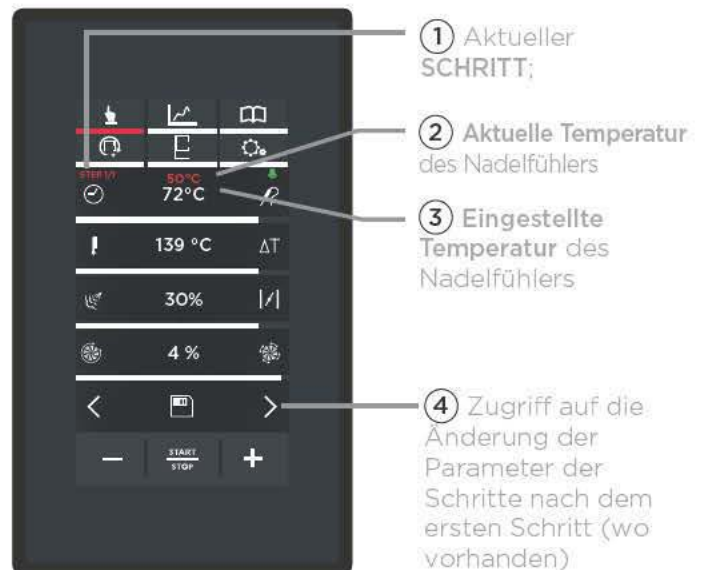 1 Aktueller
SCHRITT;
2 Aktuelle Temperatur
des Nadelfühlers
3 Eingestellte
Temperatur des
Nadelfühlers
4 Zugriff auf die
Änderung der
Parameter der
Schritte nach dem
ersten Schritt (wo
vorhanden)
STEP 1/1
50°C
72°C
139 °C ΔT
30%
4 %
START
STOP